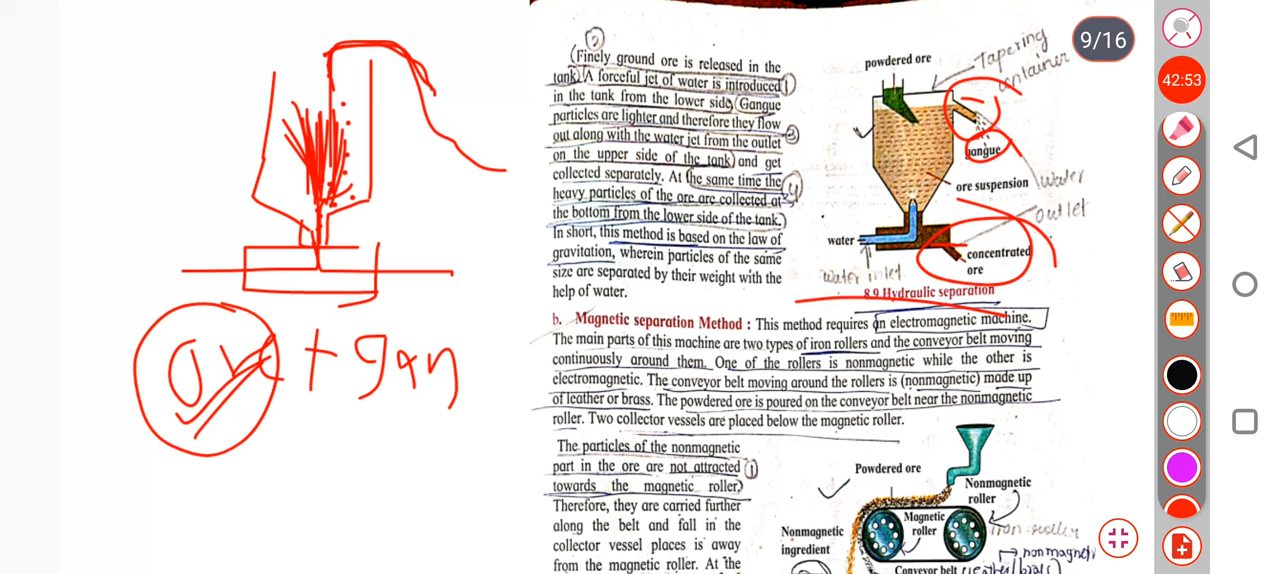 9/16
42:53
2
(Finely ground ore is released in the
tank) (A forceful jet of water is introduced 1
in the tank from the lower side) (Gangue
particles are lighter and therefore they flow
out along with the water jet from the outlet 3
on the upper side of the tank) and get
collected separately. At (the same time the 4
heavy particles of the ore are collected at
the bottom from the lower side of the tank.)
In short, this method is based on the law of
gravitation, wherein particles of the same
size are separated by their weight with the
help of water.
powdered ore
Tapering
container
gangue
ore suspension
water
outlet
water
concentrated
ore
water inlet
8.9 Hydraulic separation
ore + gan
b. Magnetic separation Method : This method requires an electromagnetic machine.
The main parts of this machine are two types of iron rollers and the conveyor belt moving
continuously around them. One of the rollers is nonmagnetic while the other is
electromagnetic. The conveyor belt moving around the rollers is (nonmagnetic) made up
of leather or brass. The powdered ore is poured on the conveyor belt near the nonmagnetic
roller. Two collector vessels are placed below the magnetic roller.
The particles of the nonmagnetic
part in the ore are not attracted 1
towards the magnetic roller)
Therefore, they are carried further
along the belt and fall in the
collector vessel places is away
from the magnetic roller. At the
Powdered ore
Nonmagnetic
roller
Magnetic
roller
iron roller
Nonmagnetic
ingredient
nonmagneti
Conveyor belt (leather/brass)